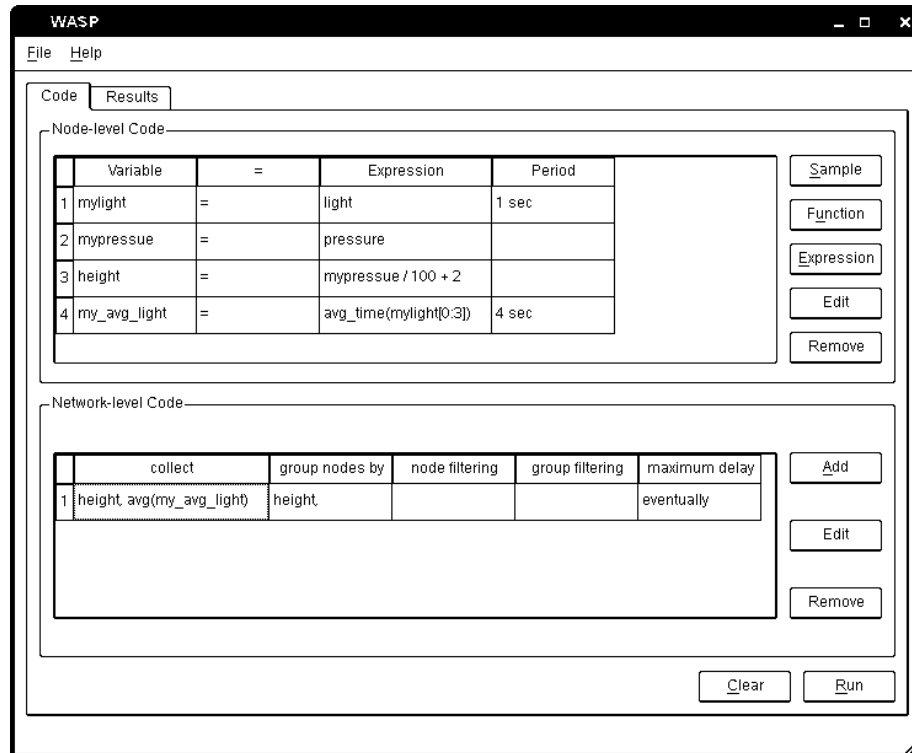 WASP
File Help
Code Results
Node-level Code
Variable = Expression Period
1 mylight = light 1 sec
2 mypressue = pressure
3 height = mypressue / 100 + 2
4 my_avg_light = avg_time(mylight[0:3]) 4 sec
Sample
Function
Expression
Edit
Remove
Network-level Code
collect group nodes by node filtering group filtering maximum delay
1 height, avg(my_avg_light) height, eventually
Add
Edit
Remove
Clear Run